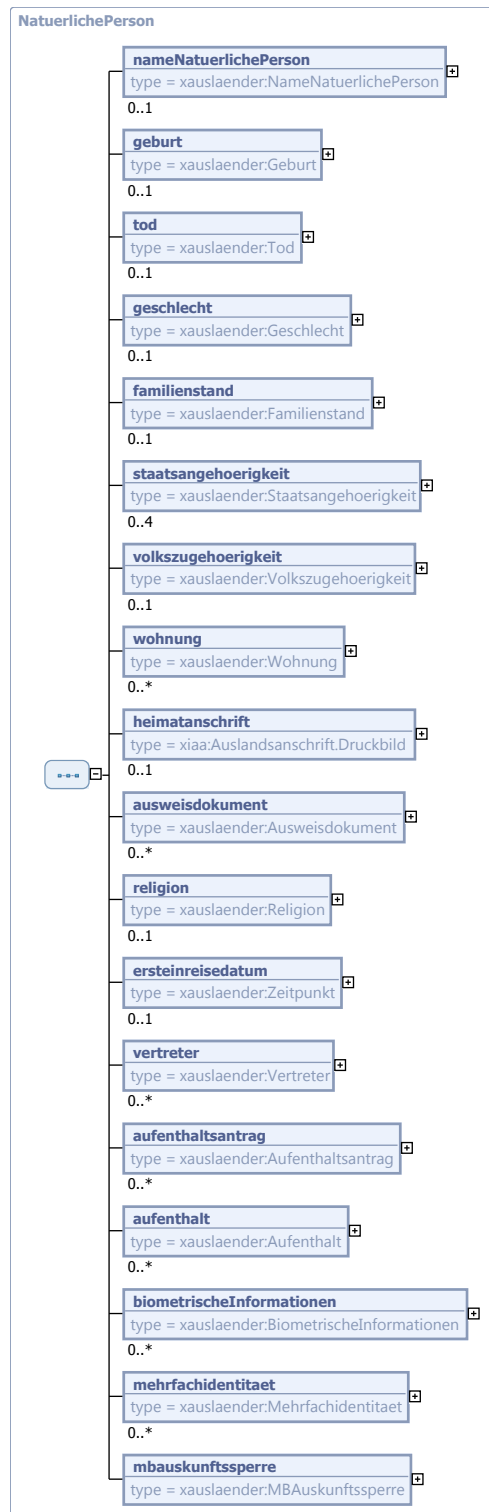 NatuerlichePerson
nameNatuerlichePerson
type = xauslaender:NameNatuerlichePerson
0..1
geburt
type = xauslaender:Geburt
0..1
tod
type = xauslaender:Tod
0..1
geschlecht
type = xauslaender:Geschlecht
0..1
familienstand
type = xauslaender:Familienstand
0..1
staatsangehoerigkeit
type = xauslaender:Staatsangehoerigkeit
0..4
volkszugehoerigkeit
type = xauslaender:Volkszugehoerigkeit
0..1
wohnung
type = xauslaender:Wohnung
0..*
heimatanschrift
type = xiaa:Auslandsanschrift.Druckbild
0..1
ausweisdokument
type = xauslaender:Ausweisdokument
0..*
religion
type = xauslaender:Religion
0..1
ersteinreisedatum
type = xauslaender:Zeitpunkt
0..1
vertreter
type = xauslaender:Vertreter
0..*
aufenthaltsantrag
type = xauslaender:Aufenthaltsantrag
0..*
aufenthalt
type = xauslaender:Aufenthalt
0..*
biometrischeInformationen
type = xauslaender:BiometrischeInformationen
0..*
mehrfachidentitaet
type = xauslaender:Mehrfachidentitaet
0..*
mbauskunftssperre
type = xauslaender:MBAuskunftssperre